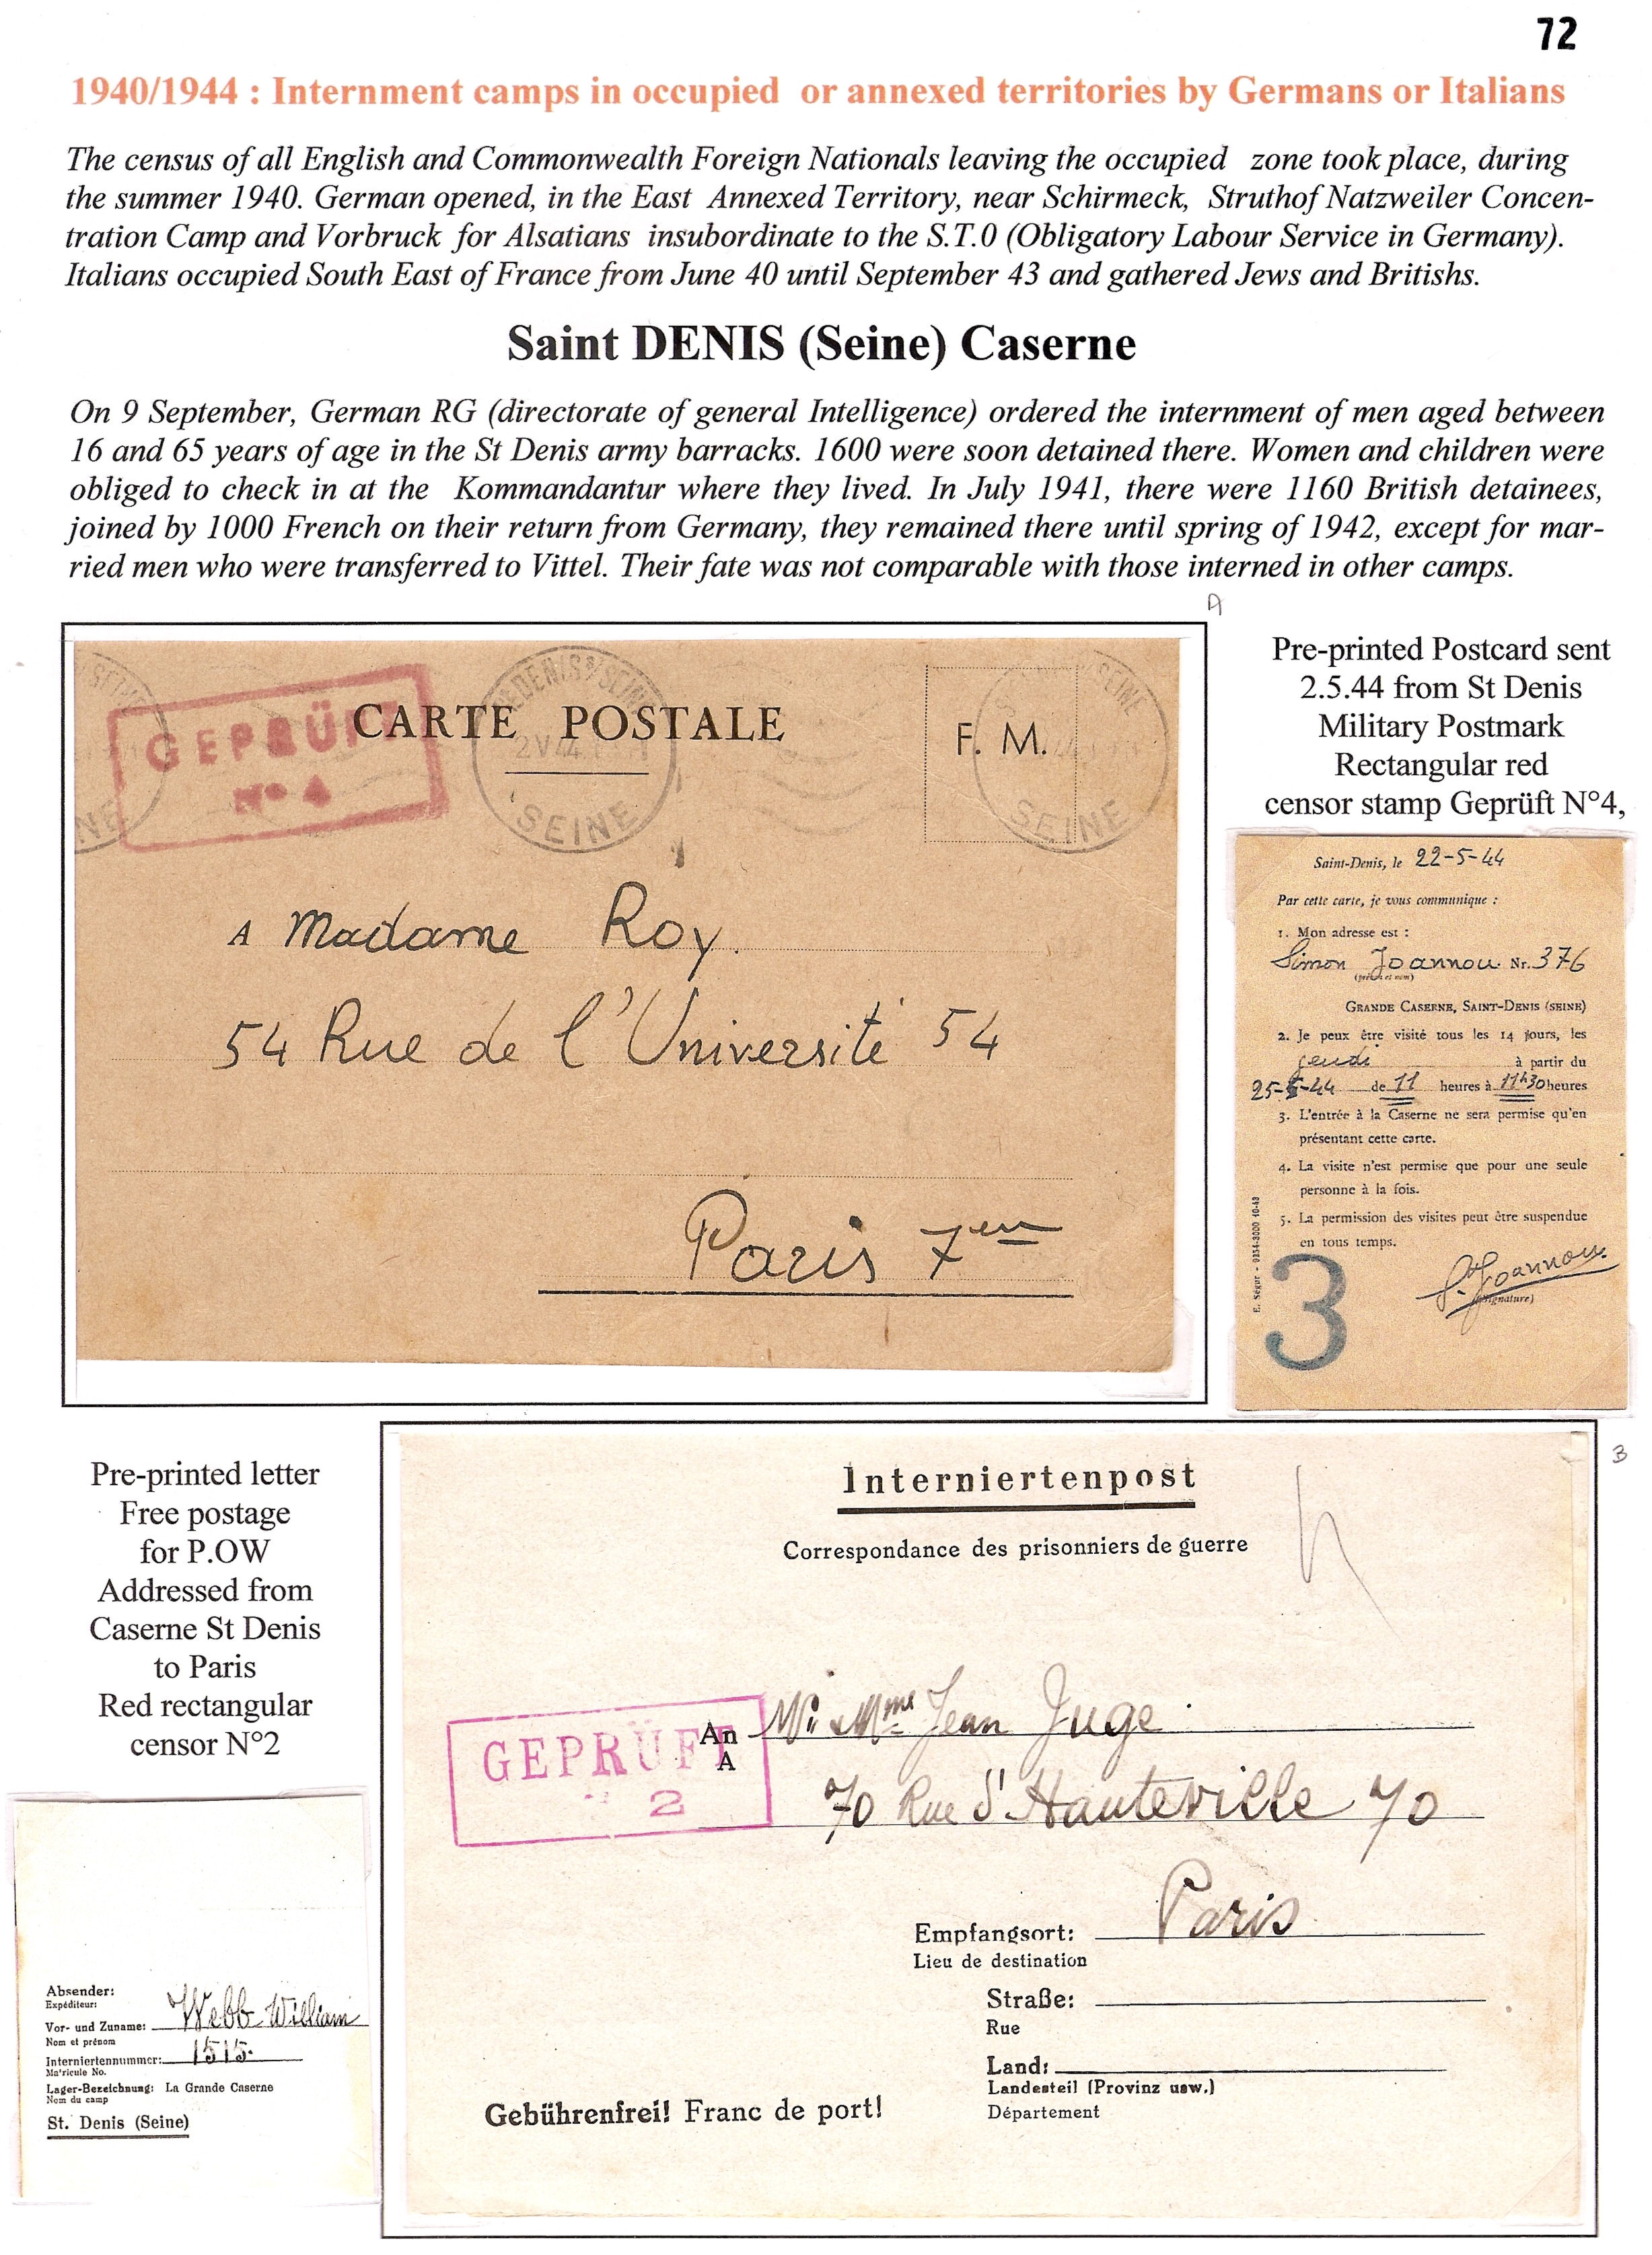 72
1940/1944 : Internment camps in occupied or annexed territories by Germans or Italians
The census of all English and Commonwealth Foreign Nationals leaving the occupied zone took place, during
the summer 1940. German opened, in the East Annexed Territory, near Schirmeck, Struthof Natzweiler Concen-
tration Camp and Vorbruck for Alsatians insubordinate to the S.T.0 (Obligatory Labour Service in Germany).
Italians occupied South East of France from June 40 until September 43 and gathered Jews and Britishs.
Saint DENIS (Seine) Caserne
On 9 September, German RG (directorate of general Intelligence) ordered the internment of men aged between
16 and 65 years of age in the St Denis army barracks. 1600 were soon detained there. Women and children were
obliged to check in at the Kommandantur where they lived. In July 1941, there were 1160 British detainees,
joined by 1000 French on their return from Germany, they remained there until spring of 1942, except for mar-
ried men who were transferred to Vittel. Their fate was not comparable with those interned in other camps.
A
GEPRÜFT
N° 4
CARTE POSTALE
SEINE
F. M.
SEINE
A Madame Roy.
54 Rue de l'Université 54
Paris 7em
Pre-printed Postcard sent
2.5.44 from St Denis
Military Postmark
Rectangular red
censor stamp Geprüft N°4,
Saint-Denis, le 22-5-44
Par cette carte, je vous communique :
1. Mon adresse est :
Simon Joannou Nr. 376
(prénom et nom)
GRANDE CASERNE, SAINT-DENIS (SEINE)
2. Je peux être visité tous les 14 jours, les
jeudi à partir du
25-5-44 de 11 heures à 11h30 heures
3. L'entrée à la Caserne ne sera permise qu'en
présentant cette carte.
4. La visite n'est permise que pour une seule
personne à la fois.
5. La permission des visites peut être suspendue
en tous temps.
S. Joannou
(Signature)
3
Pre-printed letter
Free postage
for P.OW
Addressed from
Caserne St Denis
to Paris
Red rectangular
censor N°2
B
Interniertenpost
Correspondance des prisonniers de guerre
GEPRÜFT
2
An Mr & Mme Jean Juge
A
70 Rue d'Hauteville 70
Empfangsort: Paris
Lieu de destination
Straße:
Rue
Land:
Landesteil (Provinz usw.)
Département
Gebührenfrei! Franc de port!
Absender:
Expéditeur:
Vor- und Zuname: Webb William
Nom et prénom
Interniertennummer: 1515.
Matricule No.
Lager-Bezeichnung: La Grande Caserne
Nom du camp
St. Denis (Seine)